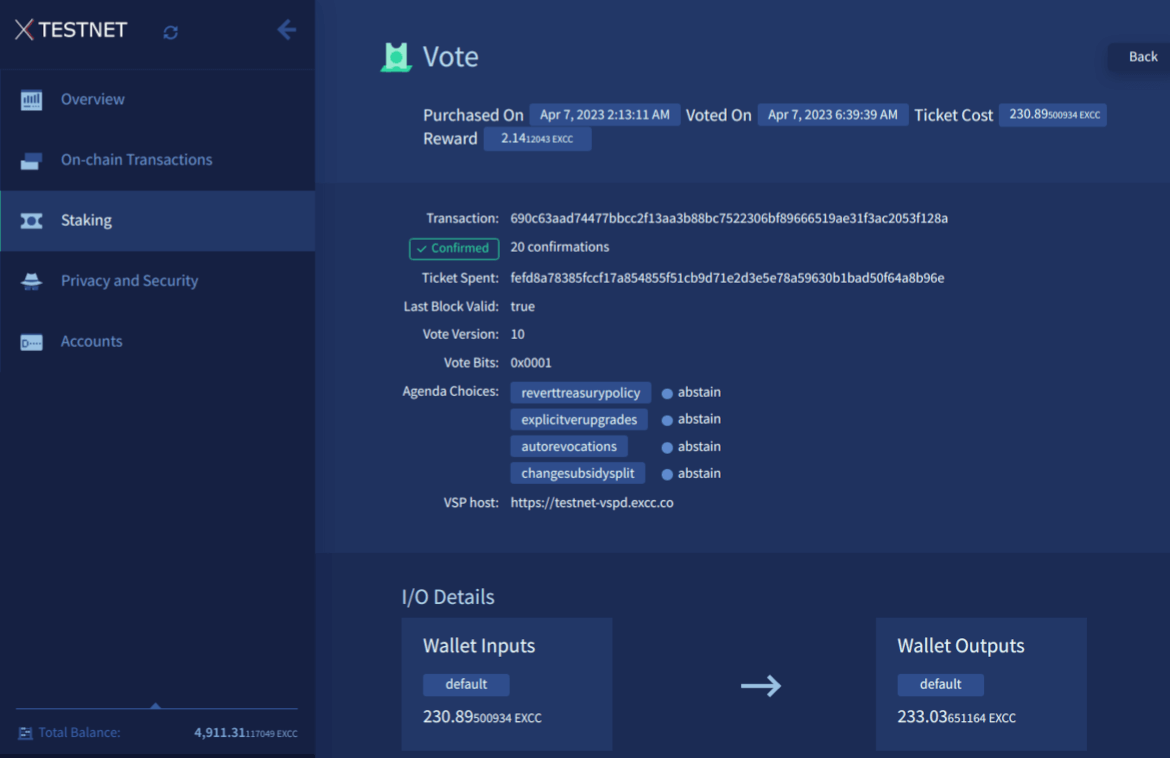 TESTNET
Overview
On-chain Transactions
Staking
Privacy and Security
Accounts
Total Balance: 4,911.31117049 EXCC
Vote
Back
Purchased On Apr 7, 2023 2:13:11 AM Voted On Apr 7, 2023 6:39:39 AM Ticket Cost 230.89500934 EXCC
Reward 2.1412043 EXCC
Transaction: 690c63aad74477bbcc2f13aa3b88bc7522306bf89666519ae31f3ac2053f128a
Confirmed 20 confirmations
Ticket Spent: fefd8a78385fccf17a854855f51cb9d71e2d3e5e78a59630b1bad50f64a8b96e
Last Block Valid: true
Vote Version: 10
Vote Bits: 0x0001
Agenda Choices: reverttreasurypolicy abstain
explicitverupgrades abstain
autorevocations abstain
changesubsidysplit abstain
VSP host: https://testnet-vspd.excc.co
I/O Details
Wallet Inputs
default
230.89500934 EXCC
Wallet Outputs
default
233.03651164 EXCC